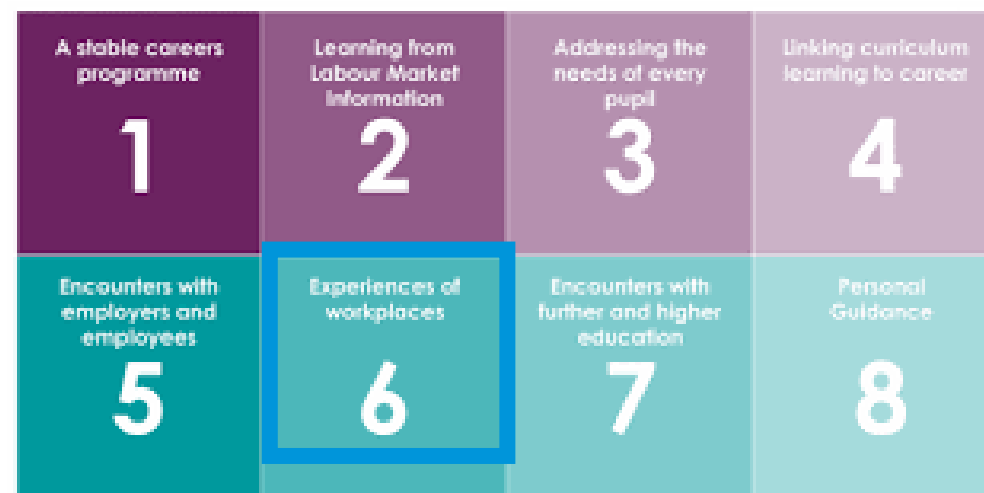 A stable careers
programme
1
Learning from
Labour Market
Information
2
Addressing the
needs of every
pupil
3
Linking curriculum
learning to career
4
Encounters with
employers and
employees
5
Experiences of
workplaces
6
Encounters with
further and higher
education
7
Personal
Guidance
8